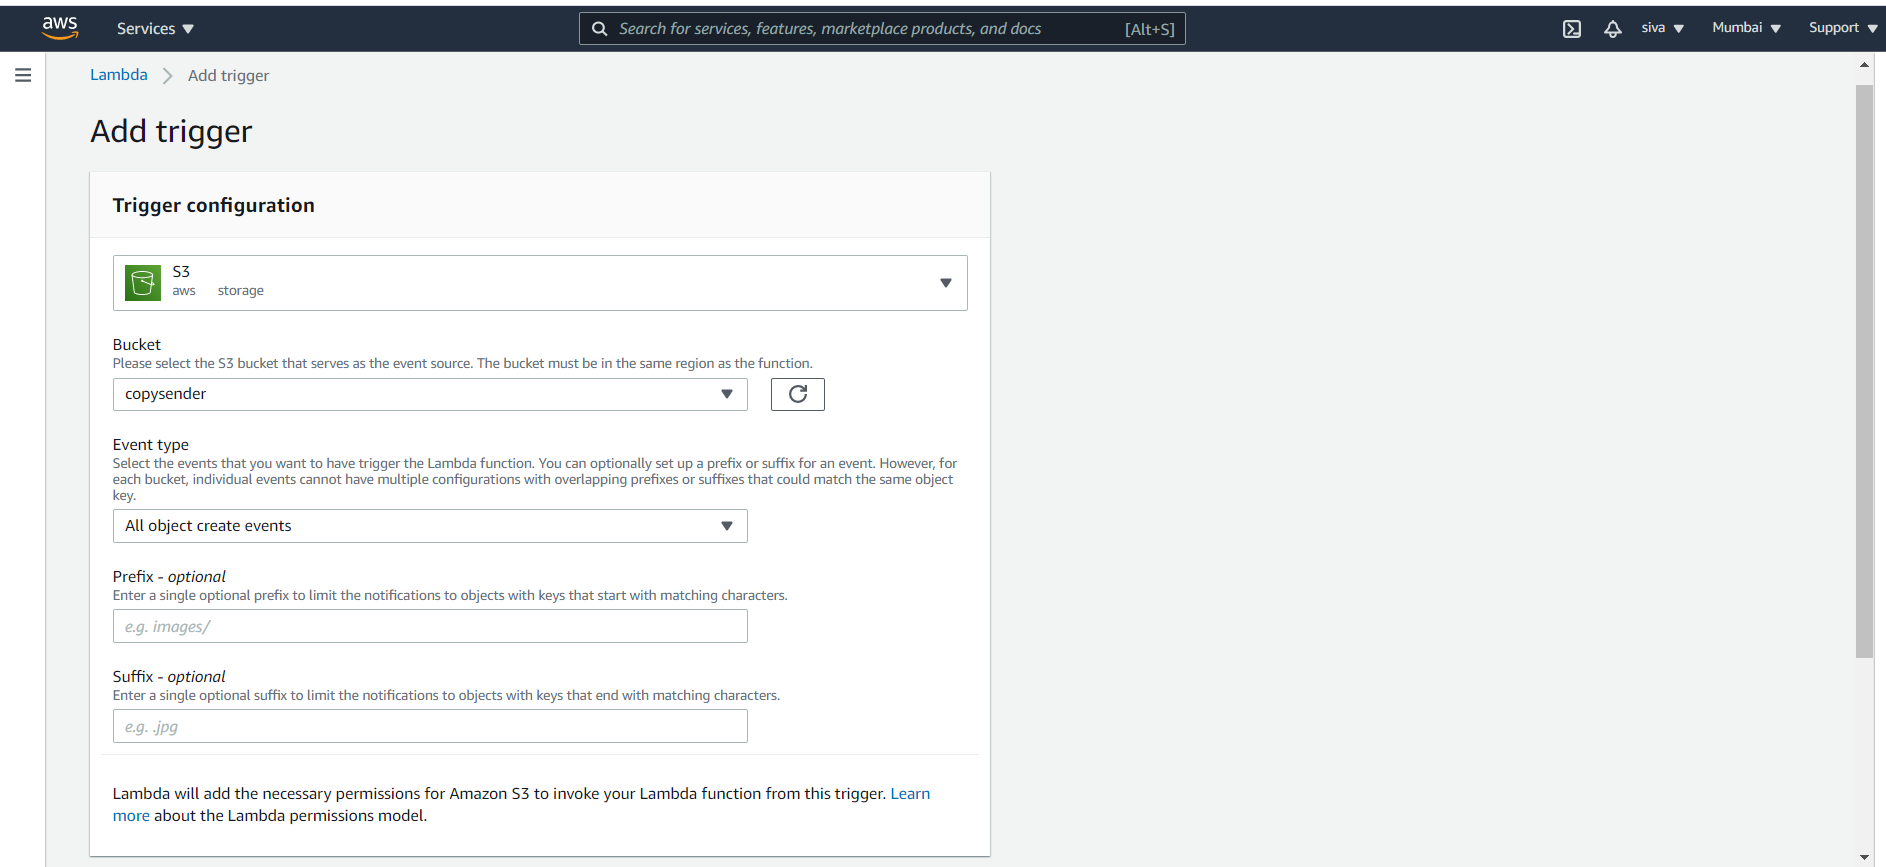 aws
Services
Search for services, features, marketplace products, and docs
[Alt+S]
siva
Mumbai
Support
Lambda
Add trigger
Add trigger
Trigger configuration
S3
aws storage
Bucket
Please select the S3 bucket that serves as the event source. The bucket must be in the same region as the function.
copysender
Event type
Select the events that you want to have trigger the Lambda function. You can optionally set up a prefix or suffix for an event. However, for
each bucket, individual events cannot have multiple configurations with overlapping prefixes or suffixes that could match the same object
key.
All object create events
Prefix - optional
Enter a single optional prefix to limit the notifications to objects with keys that start with matching characters.
e.g. images/
Suffix - optional
Enter a single optional suffix to limit the notifications to objects with keys that end with matching characters.
e.g. .jpg
Lambda will add the necessary permissions for Amazon S3 to invoke your Lambda function from this trigger. Learn
more about the Lambda permissions model.